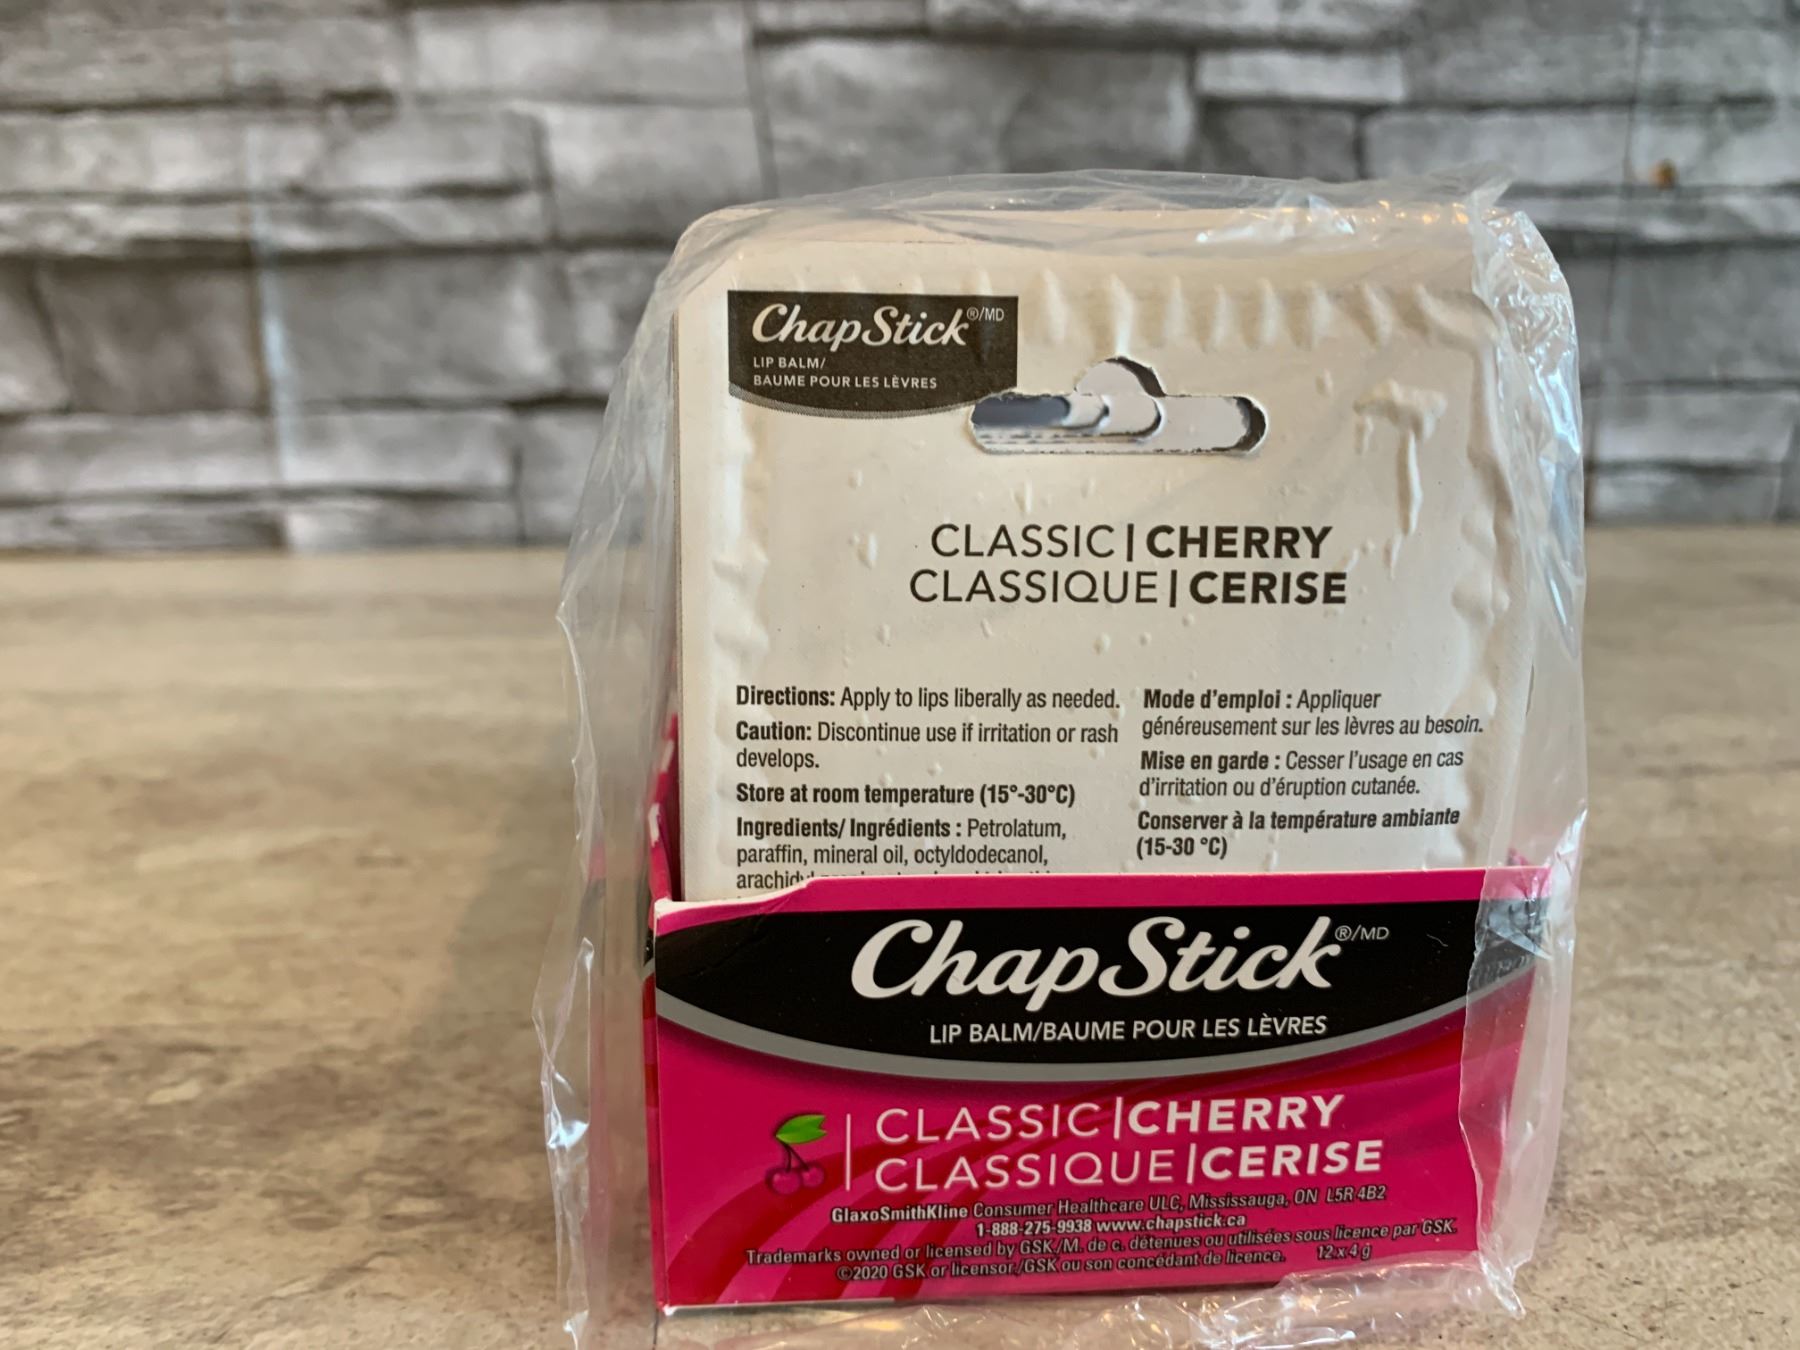 ChapStick®/MD
LIP BALM/
BAUME POUR LES LÈVRES
CLASSIC | CHERRY
CLASSIQUE | CERISE
Directions: Apply to lips liberally as needed.
Caution: Discontinue use if irritation or rash
develops.
Store at room temperature (15°-30°C)
Ingredients/ Ingrédients : Petrolatum,
paraffin, mineral oil, octyldodecanol,
Mode d'emploi : Appliquer
généreusement sur les lèvres au besoin.
Mise en garde : Cesser l'usage en cas
d'irritation ou d'éruption cutanée.
Conserver à la température ambiante
(15-30 °C)
ChapStick®/MD
LIP BALM/BAUME POUR LES LÈVRES
CLASSIC | CHERRY
CLASSIQUE | CERISE
GlaxoSmithKline Consumer Healthcare ULC, Mississauga, ON L5R 4B2
1-888-275-9938 www.chapstick.ca
Trademarks owned or licensed by GSK/M. de c. détenues ou utilisées sous licence par GSK.
©2020 GSK or licensor/GSK ou son concédant de licence. 12 x 4 g